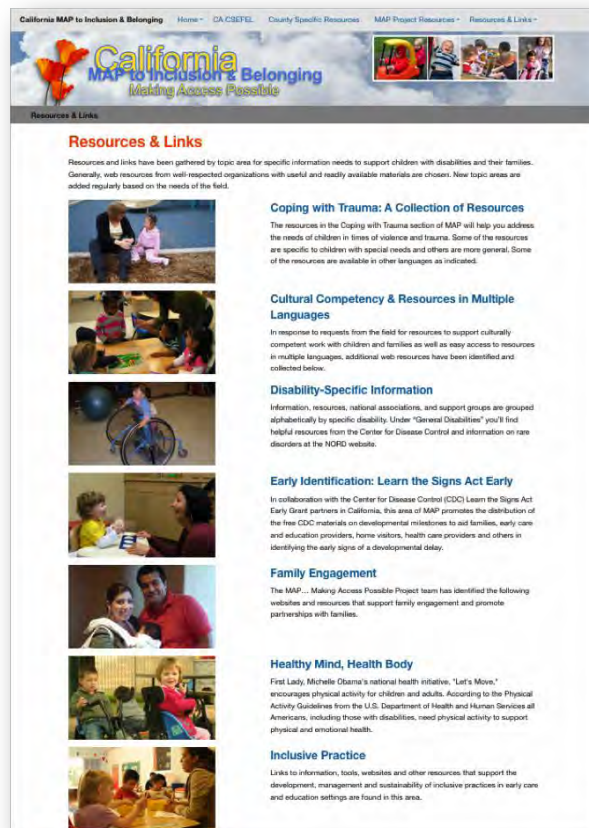 California MAP to Inclusion & Belonging Home CA CSEFEL County Specific Resources MAP Project Resources Resources & Links
California
MAP to Inclusion & Belonging
Making Access Possible
Resources & Links
Resources & Links
Resources and links have been gathered by topic area for specific information needs to support children with disabilities and their families.
Generally, web resources from well-respected organizations with useful and readily available materials are chosen. New topic areas are
added regularly based on the needs of the field.
Coping with Trauma: A Collection of Resources
The resources in the Coping with Trauma section of MAP will help you address
the needs of children in times of violence and trauma. Some of the resources
are specific to children with special needs and others are more general. Some
of the resources are available in other languages as indicated.
Cultural Competency & Resources in Multiple
Languages
In response to requests from the field for resources to support culturally
competent work with children and families as well as easy access to resources
in multiple languages, additional web resources have been identified and
collected below.
Disability-Specific Information
Information, resources, national associations, and support groups are grouped
alphabetically by specific disability. Under "General Disabilities" you'll find
helpful resources from the Center for Disease Control and information on rare
disorders at the NORD website.
Early Identification: Learn the Signs Act Early
In collaboration with the Center for Disease Control (CDC) Learn the Signs Act
Early Grant partners in California, this area of MAP promotes the distribution of
the free CDC materials on developmental milestones to aid families, early care
and education providers, home visitors, health care providers and others in
identifying the early signs of a developmental delay.
Family Engagement
The MAP... Making Access Possible Project team has identified the following
websites and resources that support family engagement and promote
partnerships with families.
Healthy Mind, Health Body
First Lady, Michelle Obama's national health initiative, "Let's Move,"
encourages physical activity for children and adults. According to the Physical
Activity Guidelines from the U.S. Department of Health and Human Services all
Americans, including those with disabilities, need physical activity to support
physical and emotional health.
Inclusive Practice
Links to information, tools, websites and other resources that support the
development, management and sustainability of inclusive practices in early care
and education settings are found in this area.